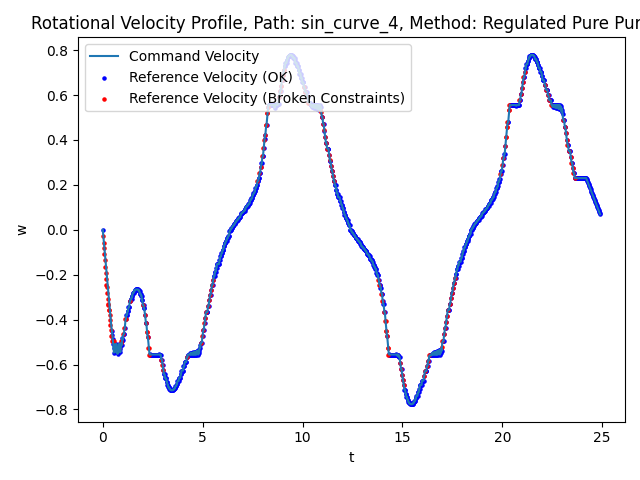 Rotational Velocity Profile, Path: sin_curve_4, Method: Regulated Pure Pur
Command Velocity
Reference Velocity (OK)
Reference Velocity (Broken Constraints)
0.8
0.6
0.4
0.2
0.0
−0.2
−0.4
−0.6
−0.8
w
0 5 10 15 20 25
t